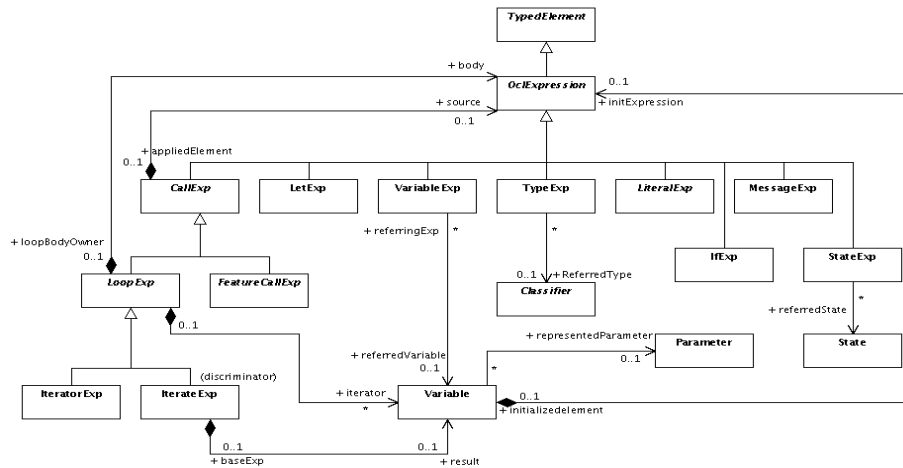 TypedElement
+ body
OclExpression
0..1
+ initExpression
+ source
0..1
+ appliedElement
0..1
CallExp
LetExp
VariableExp
TypeExp
LiteralExp
MessageExp
+ referringExp
*
*
+ loopBodyOwner
0..1
LoopExp
FeatureCallExp
0..1
+ReferredType
Classifier
IfExp
StateExp
*
+ referredState
0..1
+ representedParameter
0..1
Parameter
State
+ referredVariable
0..1
*
(discriminator)
IteratorExp
IterateExp
+ iterator
*
Variable
0..1
+ initializedelement
0..1
+ baseExp
0..1
+ result